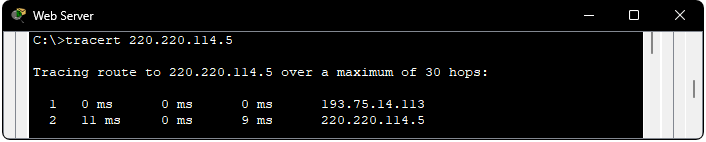 Web Server
C:\>tracert 220.220.114.5
Tracing route to 220.220.114.5 over a maximum of 30 hops:
1 0 ms 0 ms 0 ms 193.75.14.113
2 11 ms 0 ms 9 ms 220.220.114.5